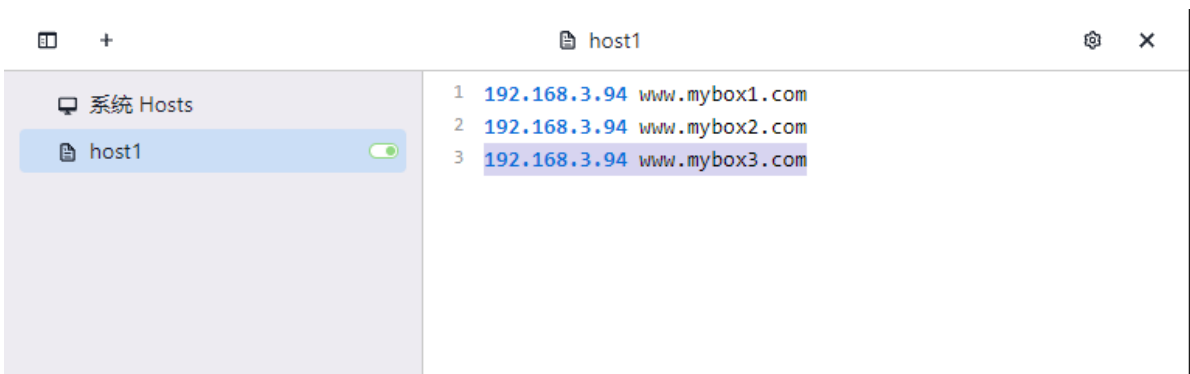 host1
系统 Hosts
host1
1 192.168.3.94 www.mybox1.com
2 192.168.3.94 www.mybox2.com
3 192.168.3.94 www.mybox3.com